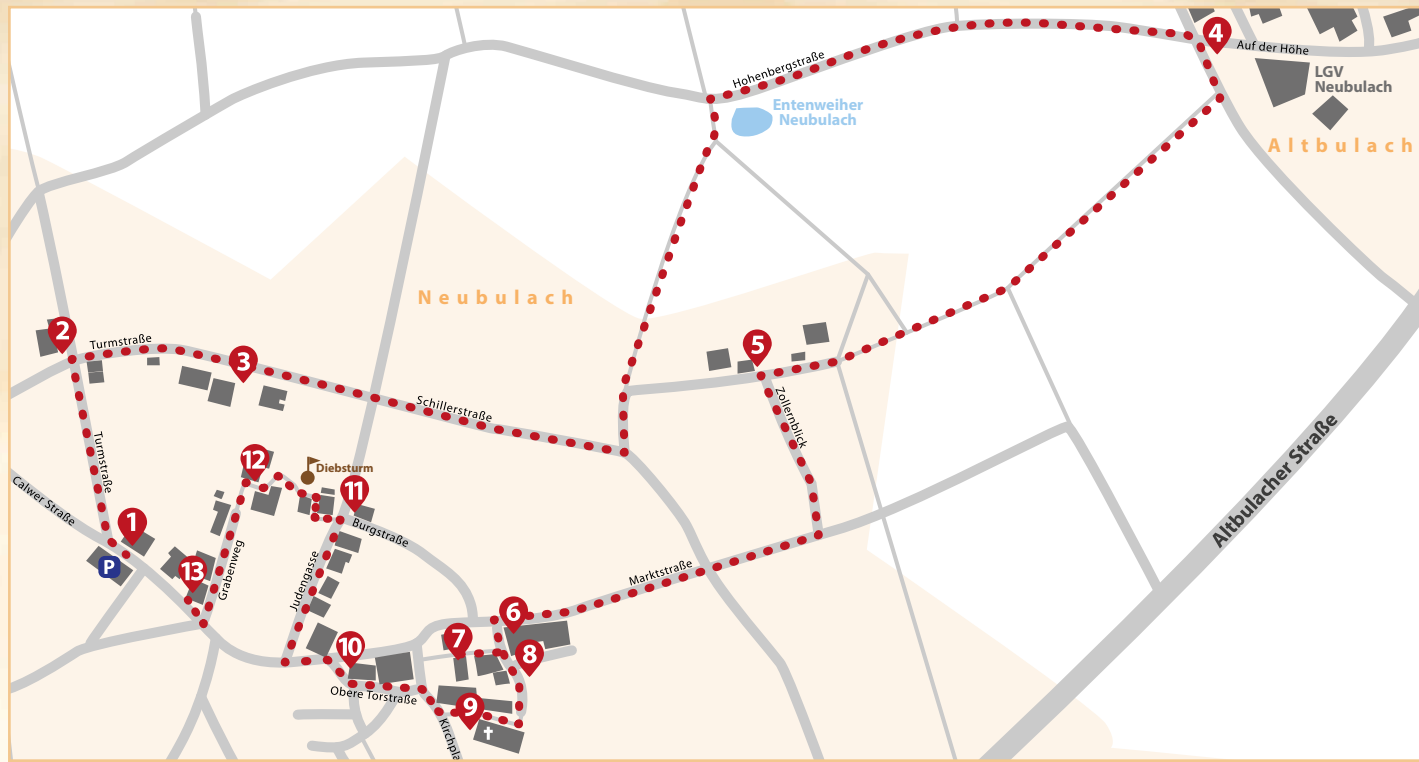 4
Auf der Höhe
Hohenbergstraße
LGV
Neubulach
Entenweiher
Neubulach
Altbulach
Neubulach
2
Turmstraße
3
5
Schillerstraße
Zollernblick
Turmstraße
Altbulacher Straße
12
Diebsturm
11
Calwer Straße
1
Burgstraße
P
13
Grabenweg
Judengasse
Marktstraße
6
7
10
8
Obere Torstraße
9
Kirchpla